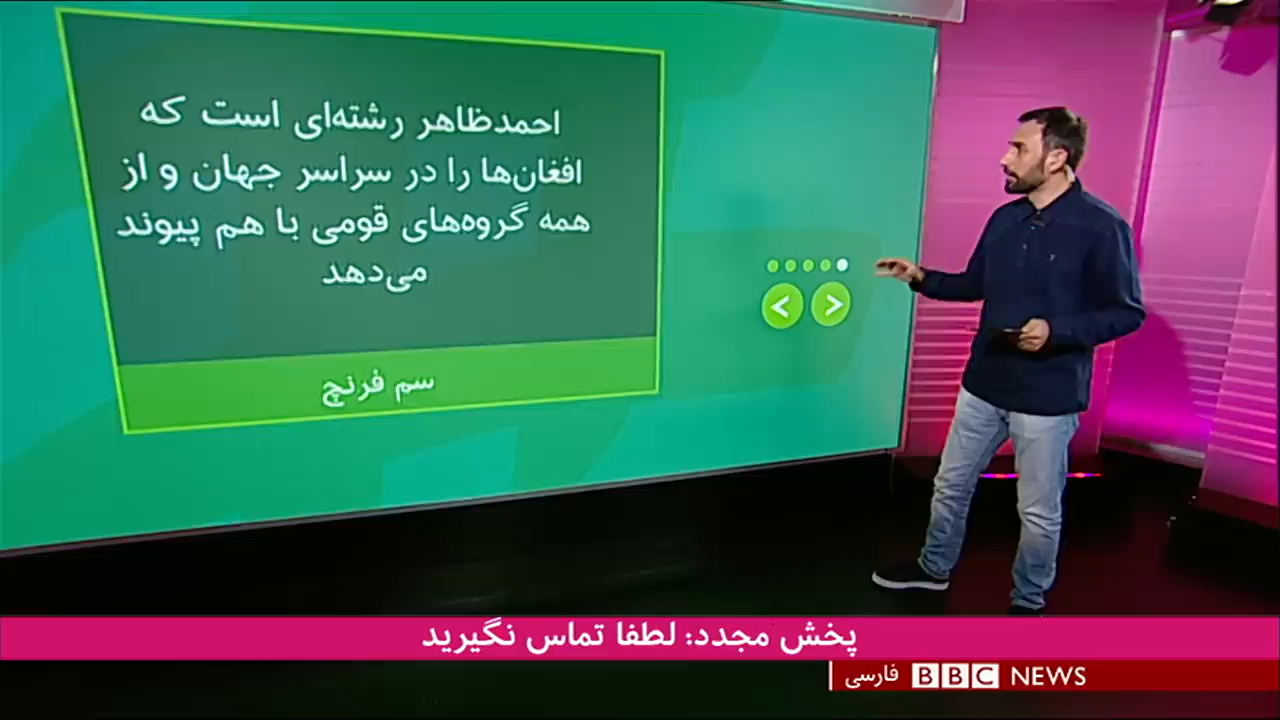 احمدظاهر رشته‌ای است که
افغان‌ها را در سراسر جهان و از
همه گروه‌های قومی با هم پیوند
می‌دهد
سم فرنچ
پخش مجدد: لطفا تماس نگیرید
BBC NEWS فارسی